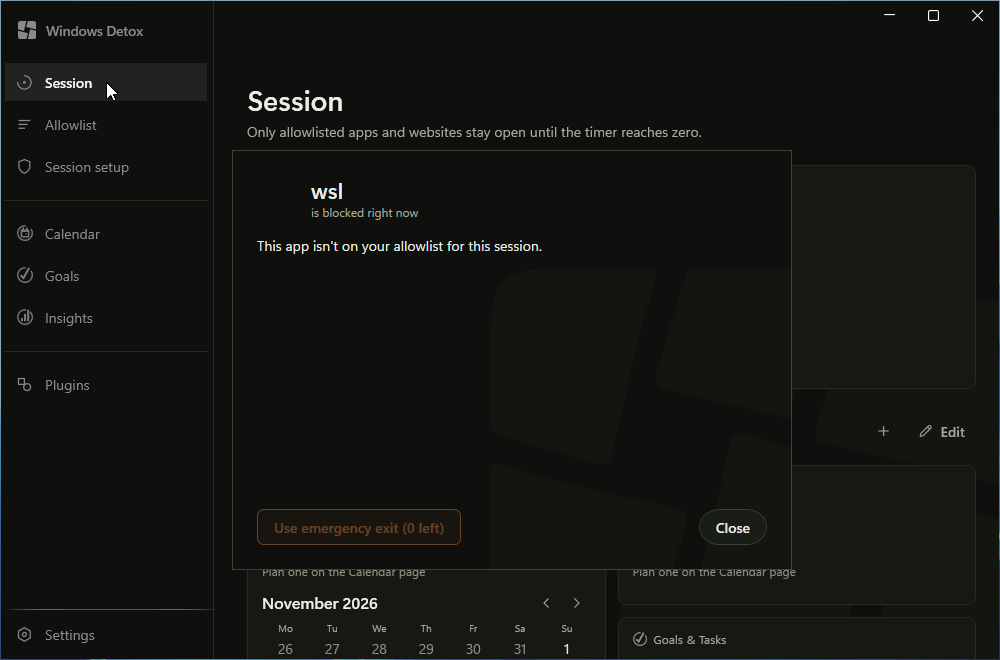 Windows Detox
Session
Allowlist
Session setup
Calendar
Goals
Insights
Plugins
Settings
Session
Only allowlisted apps and websites stay open until the timer reaches zero.
wsl
is blocked right now
This app isn't on your allowlist for this session.
Use emergency exit (0 left)
Close
Edit
Plan one on the Calendar page
Plan one on the Calendar page
November 2026
Mo Tu We Th Fr Sa Su
26 27 28 29 30 31 1
Goals & Tasks